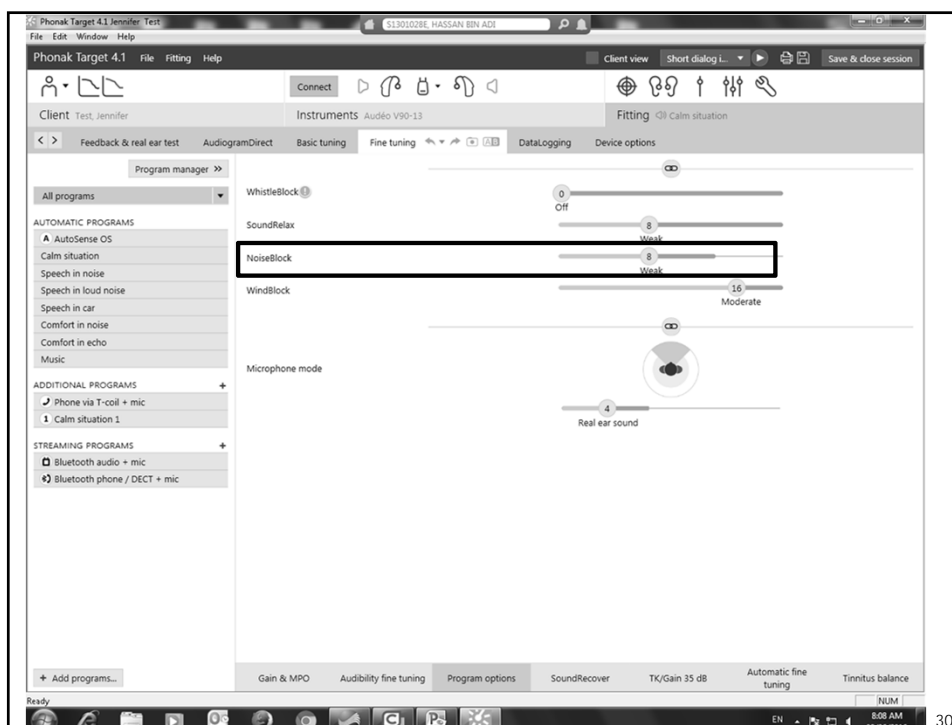 Phonak Target 4.1 Jennifer Test
S1301028E, HASSAN BIN ADI
File Edit Window Help
Phonak Target 4.1 File Fitting Help
Client view Short dialog i... Save & close session
Connect
Client Test, Jennifer
Instruments Audéo V90-13
Fitting Calm situation
Feedback & real ear test AudiogramDirect Basic tuning Fine tuning AB DataLogging Device options
Program manager »
All programs
AUTOMATIC PROGRAMS
A AutoSense OS
Calm situation
Speech in noise
Speech in loud noise
Speech in car
Comfort in noise
Comfort in echo
Music
ADDITIONAL PROGRAMS +
Phone via T-coil + mic
1 Calm situation 1
STREAMING PROGRAMS +
Bluetooth audio + mic
Bluetooth phone / DECT + mic
+ Add programs...
WhistleBlock
0
Off
SoundRelax
8
Weak
NoiseBlock
8
Weak
WindBlock
16
Moderate
Microphone mode
4
Real ear sound
Gain & MPO Audibility fine tuning Program options SoundRecover TK/Gain 35 dB Automatic fine tuning Tinnitus balance
Ready
NUM
EN
8:08 AM
30